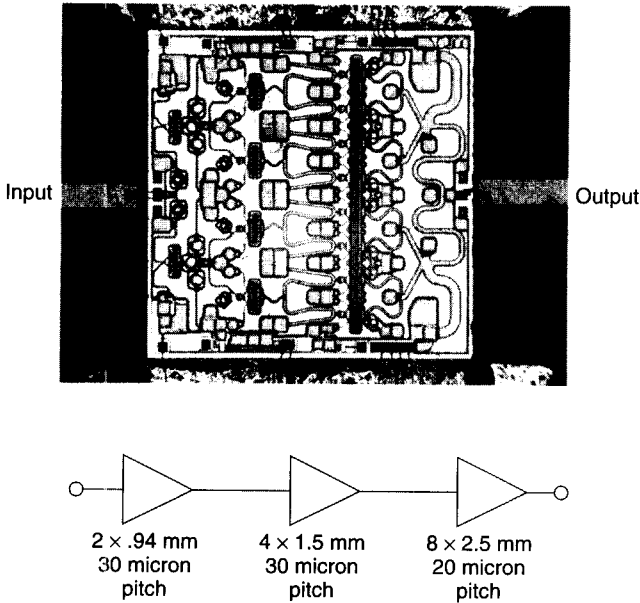 Input
Output
2 × .94 mm
30 micron
pitch
4 × 1.5 mm
30 micron
pitch
8 × 2.5 mm
20 micron
pitch